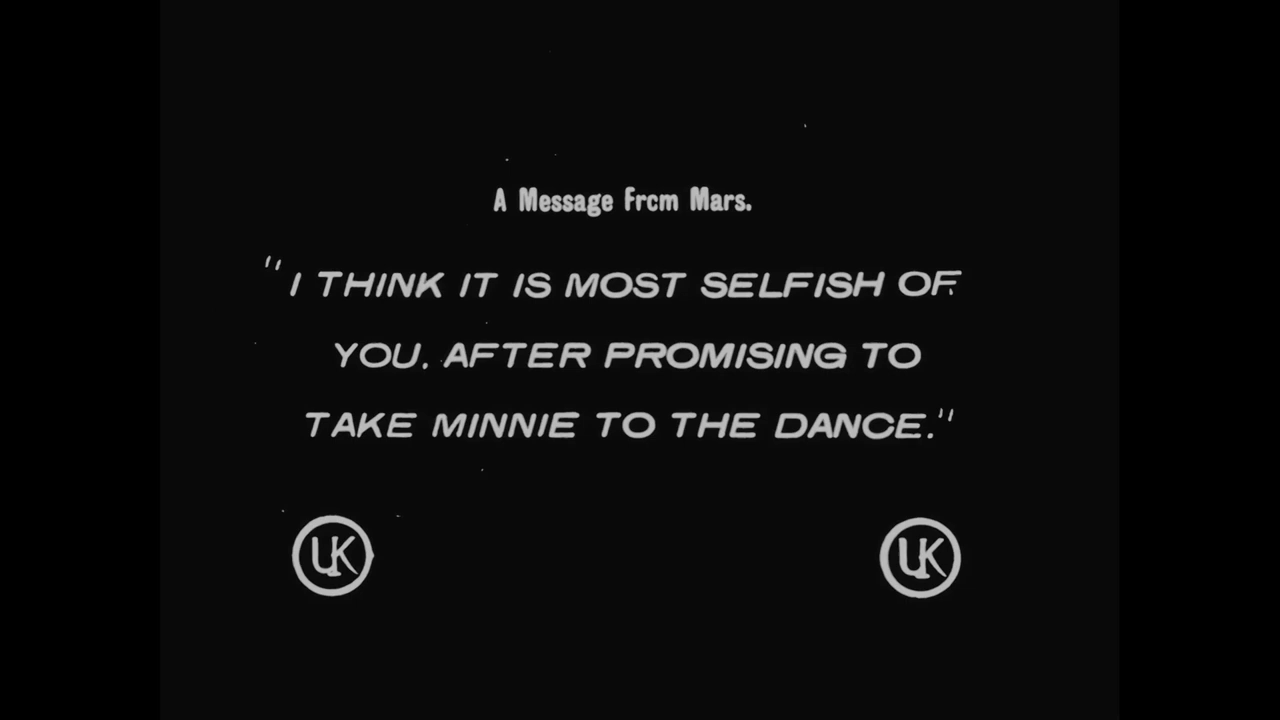 A Message From Mars.
"I THINK IT IS MOST SELFISH OF
YOU, AFTER PROMISING TO
TAKE MINNIE TO THE DANCE."
UK UK